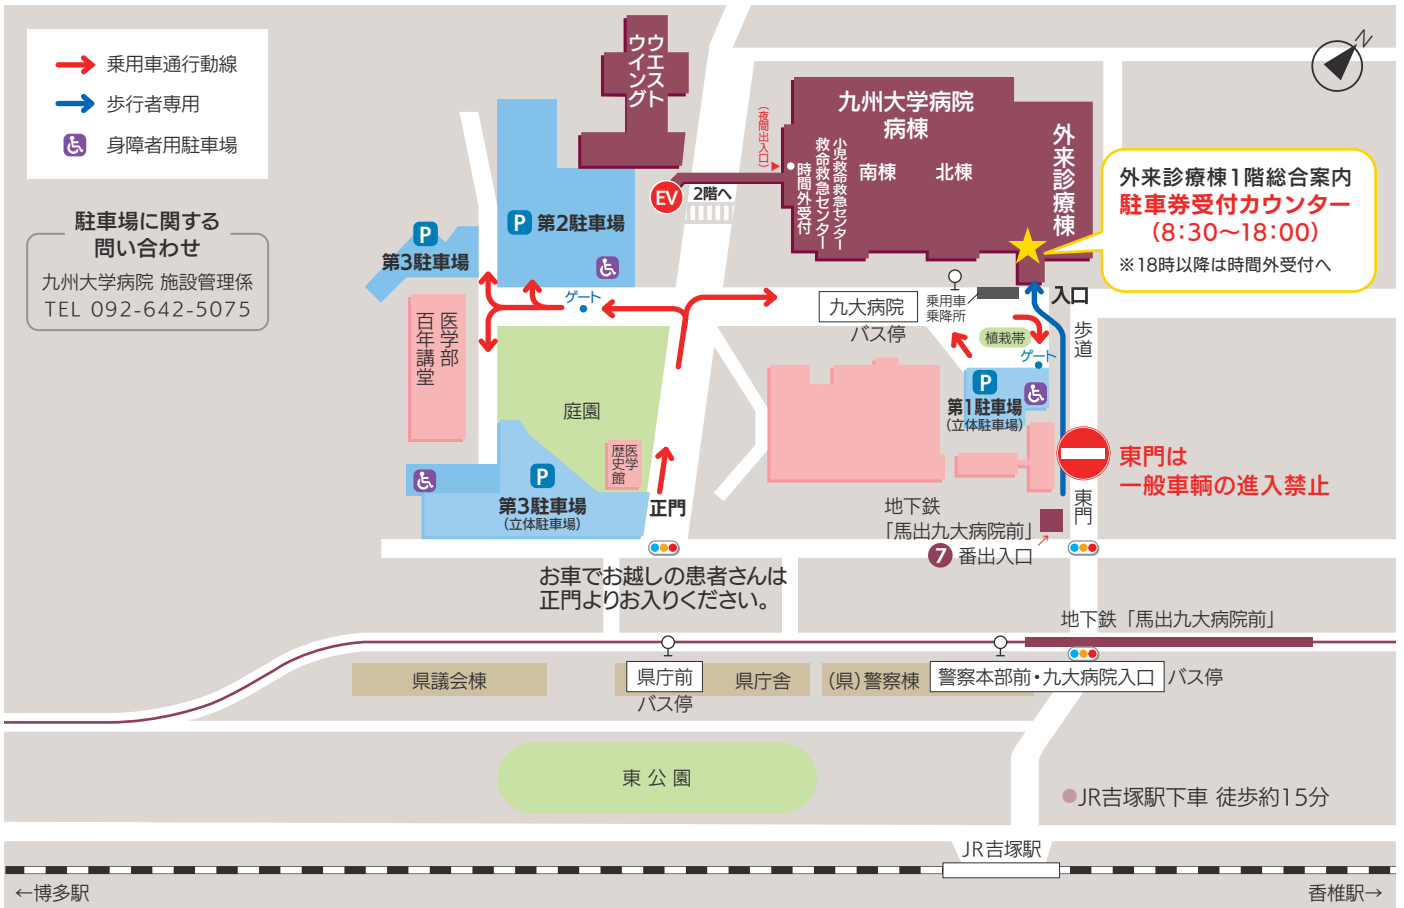 乗用車通行動線
歩行者専用
身障者用駐車場
駐車場に関する
問い合わせ
九州大学病院 施設管理係
TEL 092-642-5075
ウエスト
ウイング
EV
2階へ
(夜間出入口)
九州大学病院
病棟
小児救命救急センター
救命救急センター
時間外受付
南棟
北棟
外来診療棟
N
外来診療棟1階総合案内
駐車券受付カウンター
(8:30〜18:00)
※18時以降は時間外受付へ
P 第2駐車場
P
第3駐車場
ゲート
医学部
百年講堂
庭園
医学
歴史館
P
第3駐車場
(立体駐車場)
正門
九大病院
バス停
乗用車
乗降所
入口
植栽帯
ゲート
歩道
P
第1駐車場
(立体駐車場)
東門は
一般車輌の進入禁止
東門
地下鉄
「馬出九大病院前」
7 番出入口
お車でお越しの患者さんは
正門よりお入りください。
地下鉄「馬出九大病院前」
県議会棟
県庁前
バス停
県庁舎
(県)警察棟
警察本部前・九大病院入口 バス停
東公園
JR吉塚駅下車 徒歩約15分
JR吉塚駅
←博多駅
香椎駅→